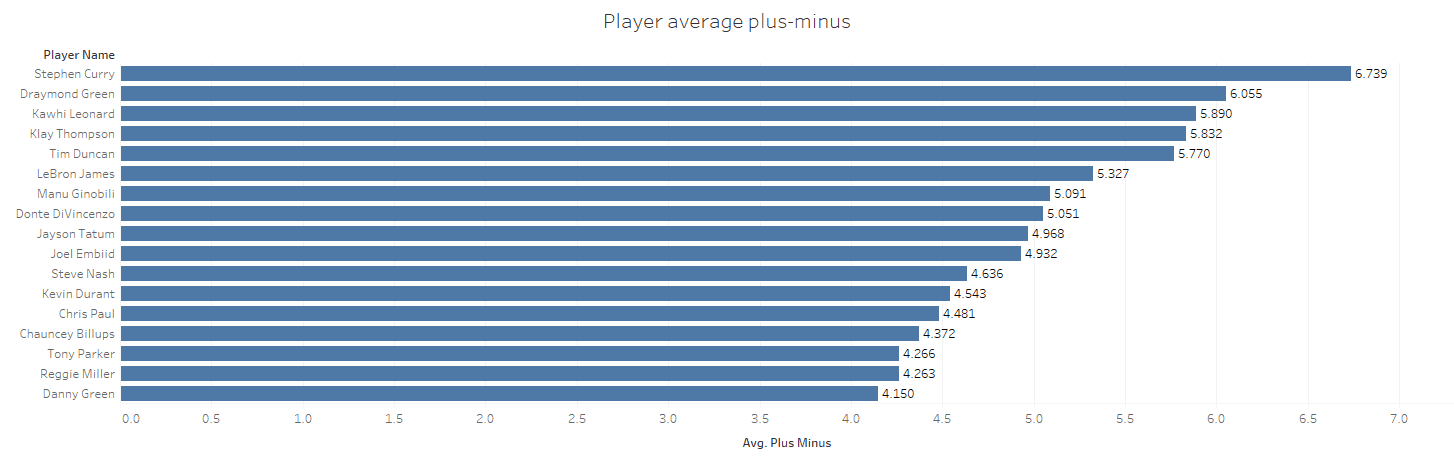 Player average plus-minus
Player Name
Stephen Curry 6.739
Draymond Green 6.055
Kawhi Leonard 5.890
Klay Thompson 5.832
Tim Duncan 5.770
LeBron James 5.327
Manu Ginobili 5.091
Donte DiVincenzo 5.051
Jayson Tatum 4.968
Joel Embiid 4.932
Steve Nash 4.636
Kevin Durant 4.543
Chris Paul 4.481
Chauncey Billups 4.372
Tony Parker 4.266
Reggie Miller 4.263
Danny Green 4.150
0.0 0.5 1.0 1.5 2.0 2.5 3.0 3.5 4.0 4.5 5.0 5.5 6.0 6.5 7.0
Avg. Plus Minus